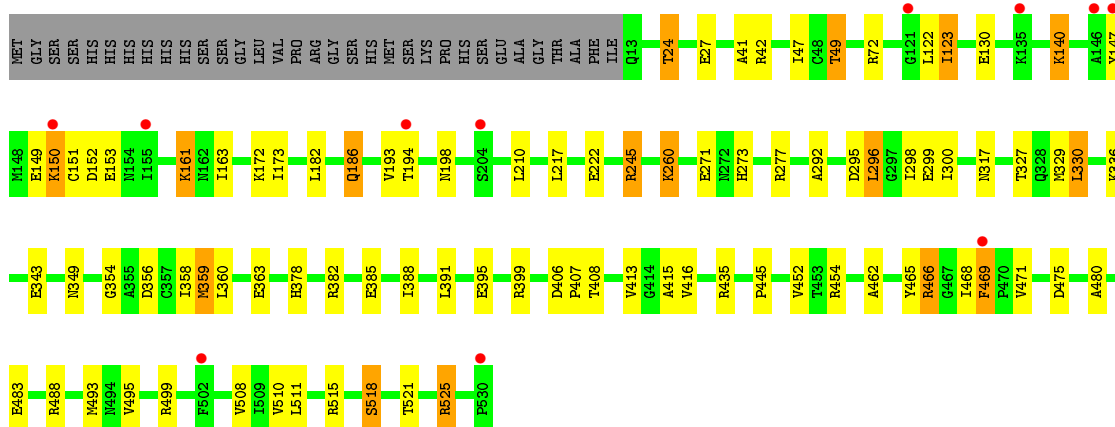 MET GLY SER SER HIS HIS HIS HIS HIS HIS SER SER GLY LEU VAL PRO ARG GLY SER HIS MET SER LYS PRO HIS SER GLU ALA GLY THR ALA PHE ILE Q13 T24 E27 A41 R42 I47 C48 T49 R72 G121 L122 I123 E130 K135 K140 A146 Y147
M148 E149 K150 C151 D152 E153 N154 I155 K161 N162 I163 K172 I173 L182 Q186 V193 T194 N198 S204 L210 L217 E222 R245 K260 E271 N272 H273 R277 A292 D295 L296 G297 I298 E299 I300 N317 T327 Q328 M329 L330 K336
E343 N349 G354 A355 D356 C357 I358 M359 L360 E363 H378 R382 E385 I388 L391 E395 R399 D406 P407 T408 V413 G414 A415 V416 R435 P445 V452 T453 R454 A462 Y465 R466 G467 I468 F469 P470 V471 D475 A480
E483 R488 M493 N494 V495 R499 F502 V508 I509 V510 L511 R515 S518 T521 R525 P530